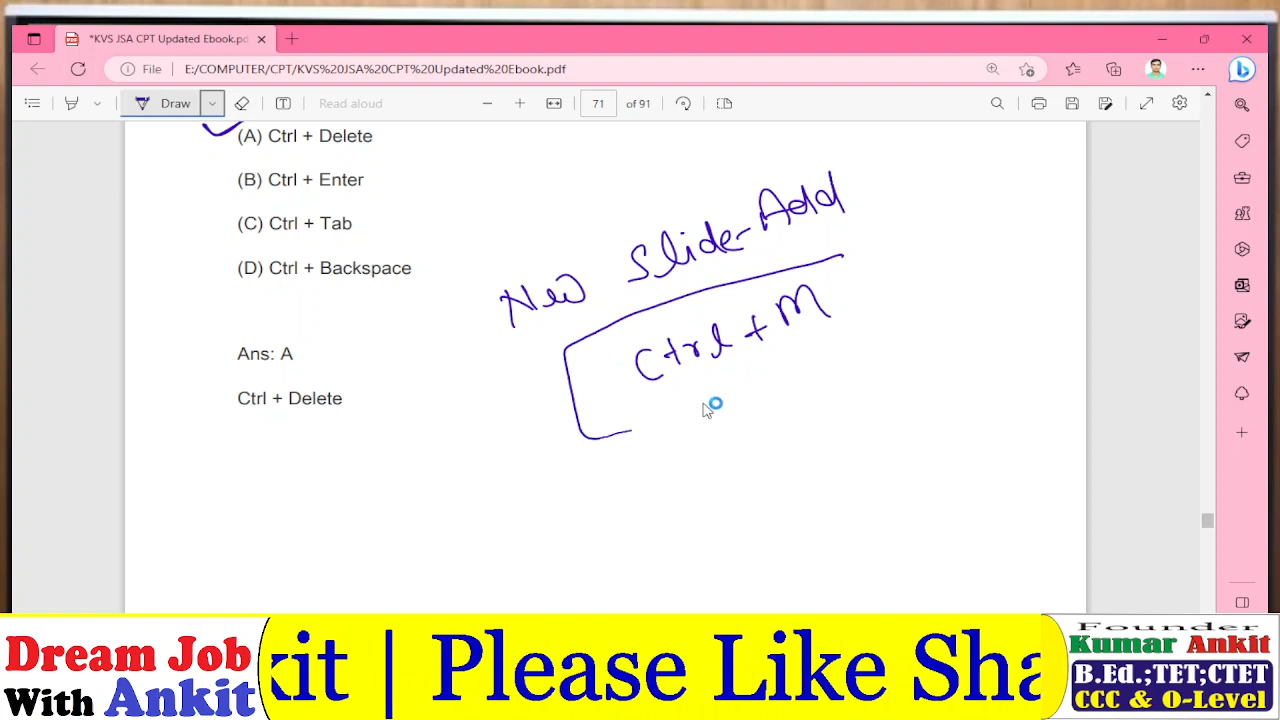 *KVS JSA CPT Updated Ebook.pd
File E:/COMPUTER/CPT/KVS%20JSA%20CPT%20Updated%20Ebook.pdf
Draw Read aloud 71 of 91
(A) Ctrl + Delete
(B) Ctrl + Enter
(C) Ctrl + Tab
(D) Ctrl + Backspace
New Slide-Add
Ctrl + M
Ans: A
Ctrl + Delete
Dream Job
With Ankit
kit | Please Like Sha
Founder
Kumar Ankit
B.Ed.;TET;CTET
CCC & O-Level